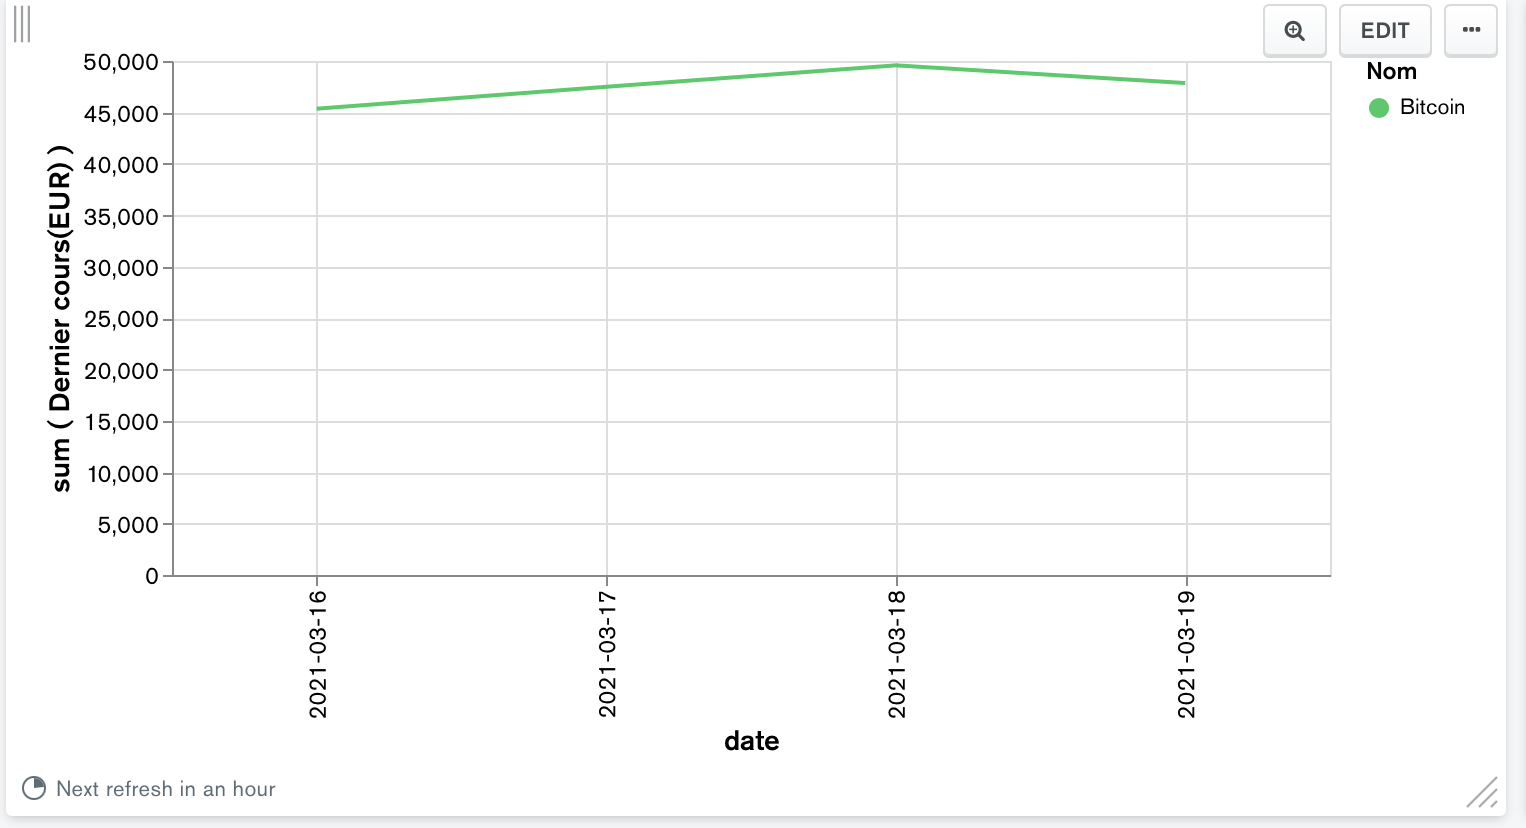 EDIT
Nom
Bitcoin
sum ( Dernier cours(EUR) )
50,000
45,000
40,000
35,000
30,000
25,000
20,000
15,000
10,000
5,000
0
2021-03-16
2021-03-17
2021-03-18
2021-03-19
date
Next refresh in an hour